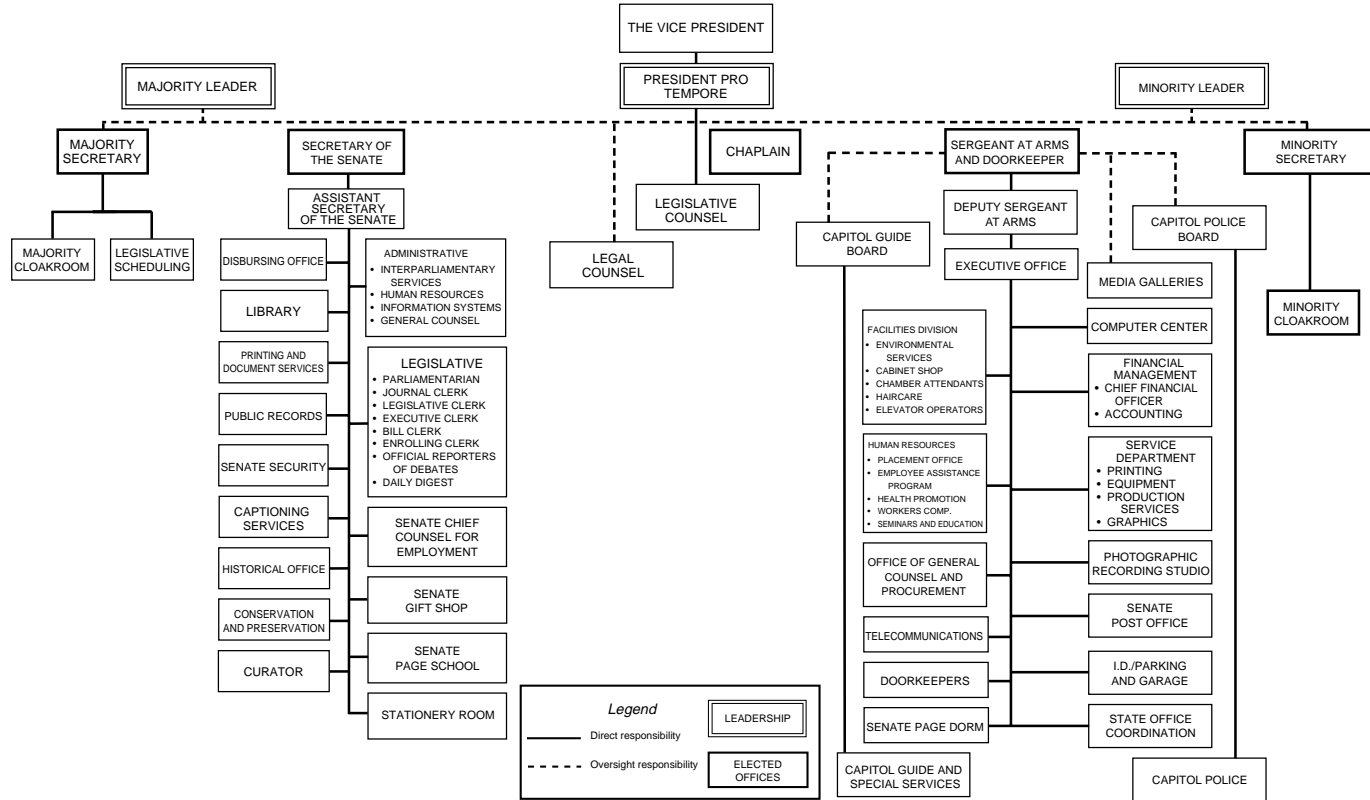 THE VICE PRESIDENT
MAJORITY LEADER
PRESIDENT PRO
TEMPORE
MINORITY LEADER
MAJORITY
SECRETARY
SECRETARY OF
THE SENATE
CHAPLAIN
SERGEANT AT ARMS
AND DOORKEEPER
MINORITY
SECRETARY
ASSISTANT
SECRETARY
OF THE SENATE
LEGISLATIVE
COUNSEL
DEPUTY SERGEANT
AT ARMS
MAJORITY
CLOAKROOM
LEGISLATIVE
SCHEDULING
LEGAL
COUNSEL
CAPITOL GUIDE
BOARD
EXECUTIVE OFFICE
CAPITOL POLICE
BOARD
MEDIA GALLERIES
MINORITY
CLOAKROOM
DISBURSING OFFICE
LIBRARY
PRINTING AND
DOCUMENT SERVICES
PUBLIC RECORDS
SENATE SECURITY
CAPTIONING
SERVICES
HISTORICAL OFFICE
CONSERVATION
AND PRESERVATION
CURATOR
ADMINISTRATIVE
• INTERPARLIAMENTARY
SERVICES
• HUMAN RESOURCES
• INFORMATION SYSTEMS
• GENERAL COUNSEL
LEGISLATIVE
• PARLIAMENTARIAN
• JOURNAL CLERK
• LEGISLATIVE CLERK
• EXECUTIVE CLERK
• BILL CLERK
• ENROLLING CLERK
• OFFICIAL REPORTERS
OF DEBATES
• DAILY DIGEST
SENATE CHIEF
COUNSEL FOR
EMPLOYMENT
SENATE
GIFT SHOP
SENATE
PAGE SCHOOL
STATIONERY ROOM
FACILITIES DIVISION
• ENVIRONMENTAL
SERVICES
• CABINET SHOP
• CHAMBER ATTENDANTS
• HAIRCARE
• ELEVATOR OPERATORS
HUMAN RESOURCES
• PLACEMENT OFFICE
• EMPLOYEE ASSISTANCE
PROGRAM
• HEALTH PROMOTION
• WORKERS COMP.
• SEMINARS AND EDUCATION
OFFICE OF GENERAL
COUNSEL AND
PROCUREMENT
TELECOMMUNICATIONS
DOORKEEPERS
SENATE PAGE DORM
COMPUTER CENTER
FINANCIAL
MANAGEMENT
• CHIEF FINANCIAL
OFFICER
• ACCOUNTING
SERVICE
DEPARTMENT
• PRINTING
• EQUIPMENT
• PRODUCTION
SERVICES
• GRAPHICS
PHOTOGRAPHIC
RECORDING STUDIO
SENATE
POST OFFICE
I.D./PARKING
AND GARAGE
STATE OFFICE
COORDINATION
CAPITOL GUIDE AND
SPECIAL SERVICES
CAPITOL POLICE
Legend
Direct responsibility
Oversight responsibility
LEADERSHIP
ELECTED
OFFICES